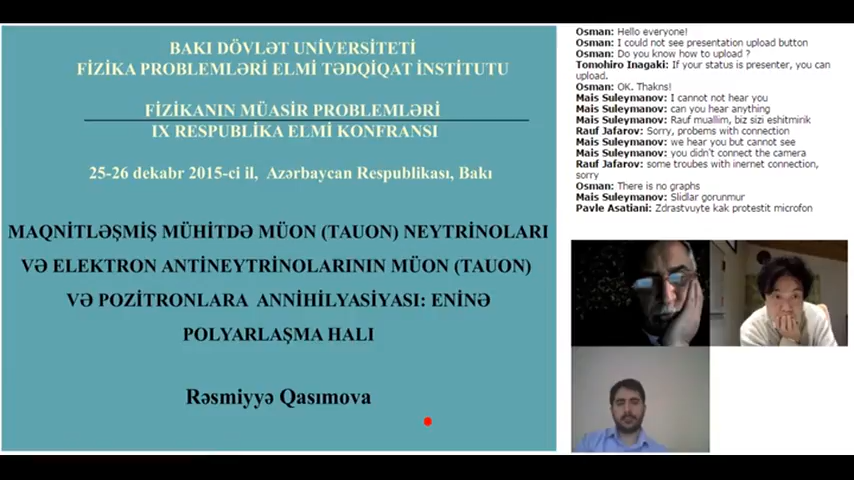 BAKI DÖVLƏT UNİVERSİTETİ
FİZİKA PROBLEMLƏRİ ELMİ TƏDQİQAT İNSTİTUTU
FİZİKANIN MÜASİR PROBLEMLƏRİ
IX RESPUBLİKA ELMİ KONFRANSI
25-26 dekabr 2015-ci il, Azərbaycan Respublikası, Bakı
MAQNİTLƏŞMİŞ MÜHİTDƏ MÜON (TAUON) NEYTRİNOLARI
VƏ ELEKTRON ANTİNEYTRİNOLARININ MÜON (TAUON)
VƏ POZİTRONLARA ANNİHİLYASİYASI: ENİNƏ
POLYARLAŞMA HALI
Rəsmiyyə Qasımova
Osman: Hello everyone!
Osman: I could not see presentation upload button
Osman: Do you know how to upload ?
Tomohiro Inagaki: If your status is presenter, you can
upload.
Osman: OK. Thakns!
Mais Suleymanov: I cannot not hear you
Mais Suleymanov: can you hear anything
Mais Suleymanov: Rauf muallim, biz sizi eshitmirik
Rauf Jafarov: Sorry, probems with connection
Mais Suleymanov: we hear you but cannot see
Mais Suleymanov: you didn't connect the camera
Rauf Jafarov: some troubes with inernet connection,
sorry
Osman: There is no graphs
Mais Suleymanov: Slidlar gorunmur
Pavle Asatiani: Zdrastvuyte kak protestit microfon